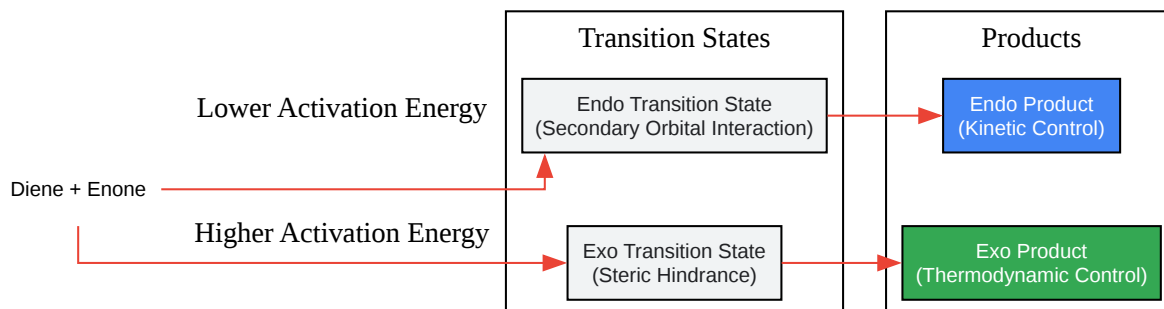 Transition States
Products
Lower Activation Energy
Endo Transition State
(Secondary Orbital Interaction)
Endo Product
(Kinetic Control)
Diene + Enone
Higher Activation Energy
Exo Transition State
(Steric Hindrance)
Exo Product
(Thermodynamic Control)